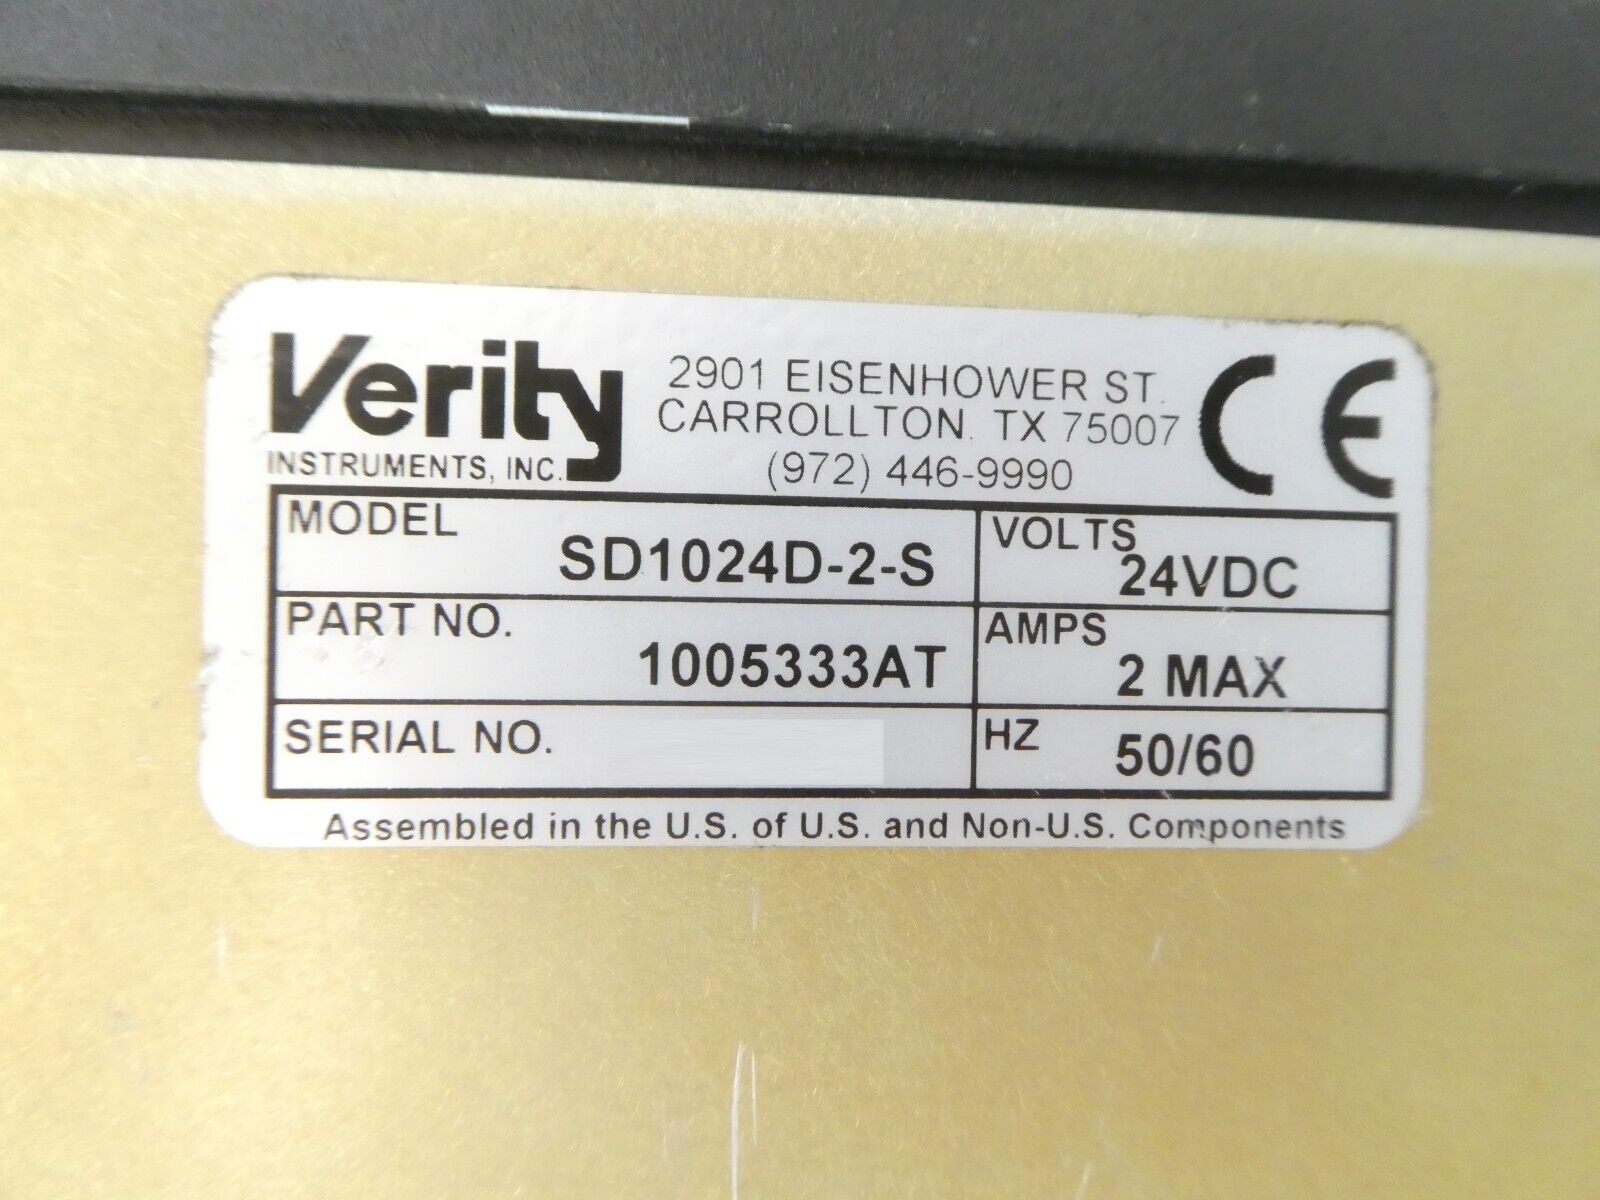 Verity
INSTRUMENTS, INC.
2901 EISENHOWER ST.
CARROLLTON. TX 75007
(972) 446-9990
CE
MODEL SD1024D-2-S
VOLTS 24VDC
PART NO. 1005333AT
AMPS 2 MAX
SERIAL NO.
HZ 50/60
Assembled in the U.S. of U.S. and Non-U.S. Components